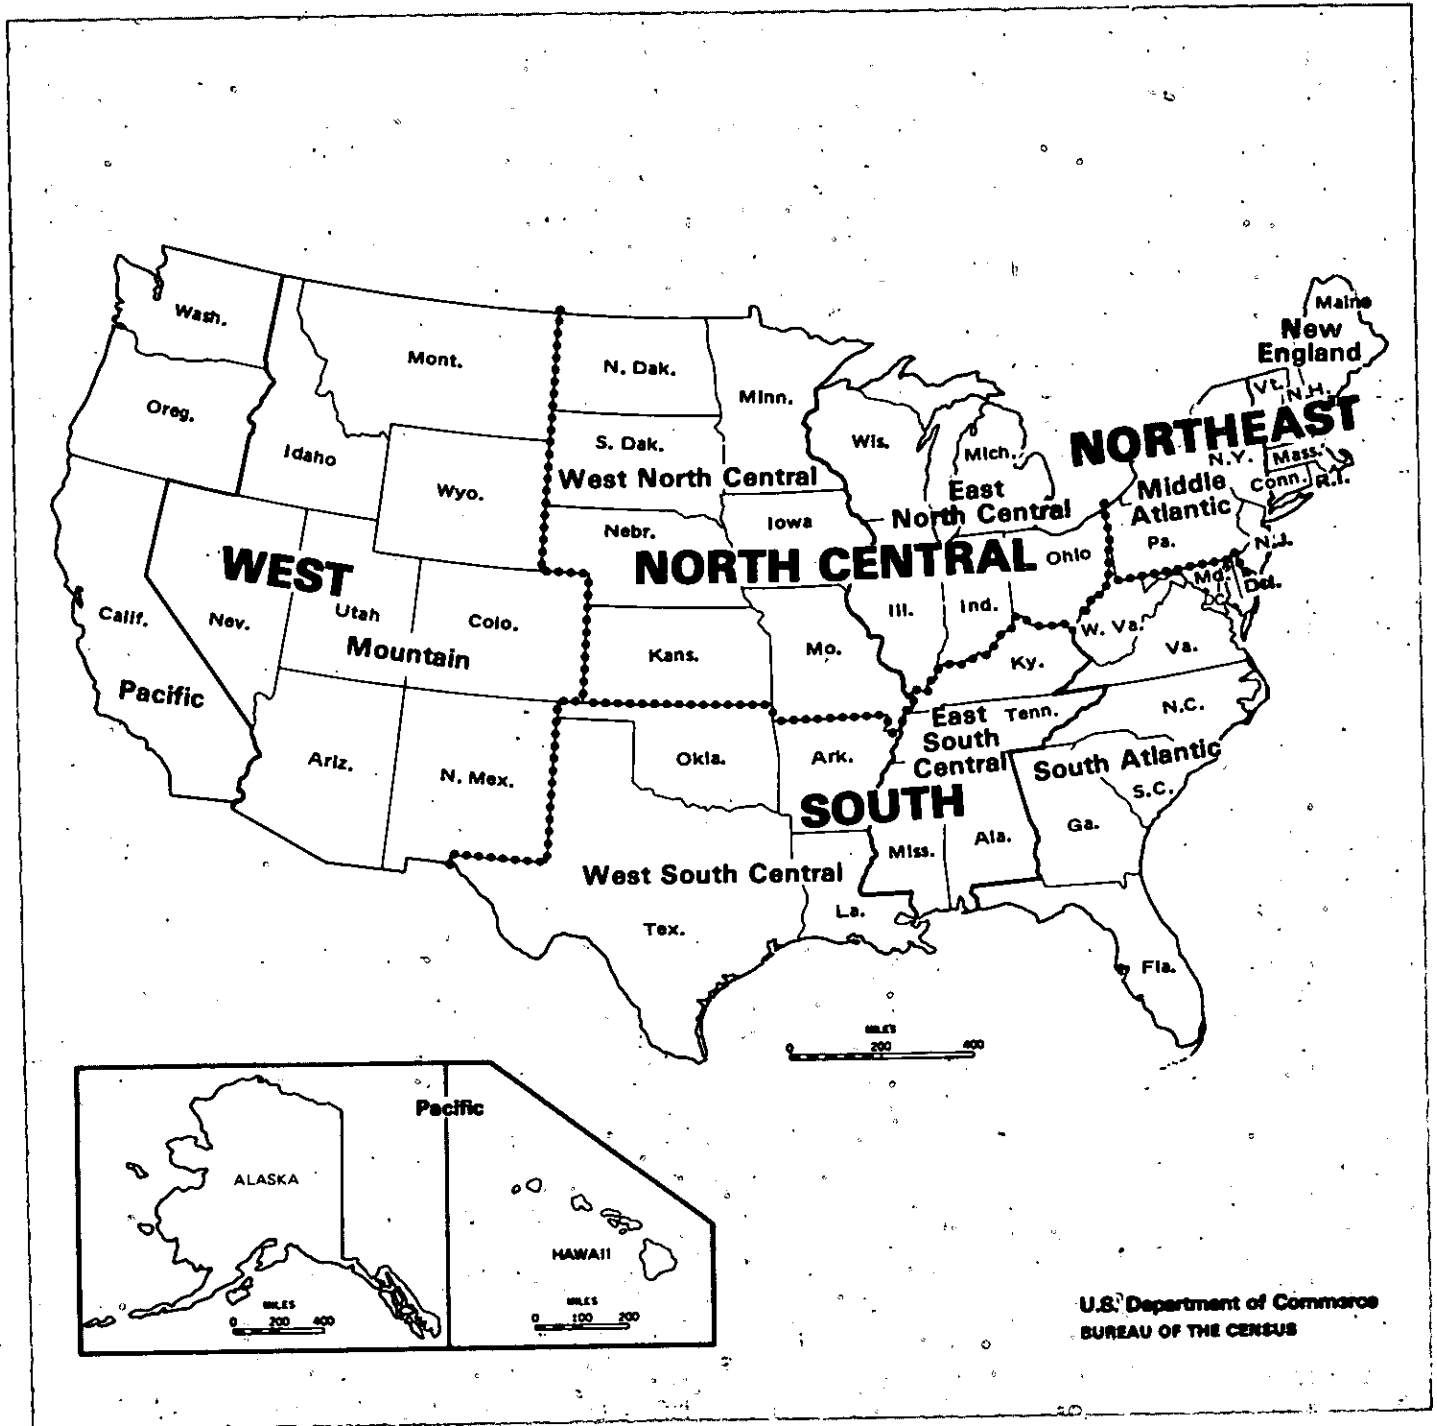 Maine
New
England
Wash.
Mont.
N. Dak.
Minn.
Vt.
N.H.
Oreg.
Idaho
S. Dak.
Wis.
Mich.
NORTHEAST
N.Y.
Mass.
Wyo.
West North Central
East
North Central
Middle
Atlantic
Conn.
R.I.
Nebr.
Iowa
Ohio
Pa.
N.J.
WEST
NORTH CENTRAL
Md.
Del.
D.C.
Calif.
Nev.
Utah
Colo.
Ill.
Ind.
W. Va.
Va.
Mountain
Kans.
Mo.
Ky.
Pacific
East
South
Central
Tenn.
N.C.
Ariz.
N. Mex.
Okla.
Ark.
South Atlantic
S.C.
SOUTH
Ga.
Miss.
Ala.
West South Central
La.
Tex.
Fla.
MILES
0 200 400
Pacific
ALASKA
HAWAII
MILES
0 200 400
MILES
0 100 200
U.S. Department of Commerce
BUREAU OF THE CENSUS